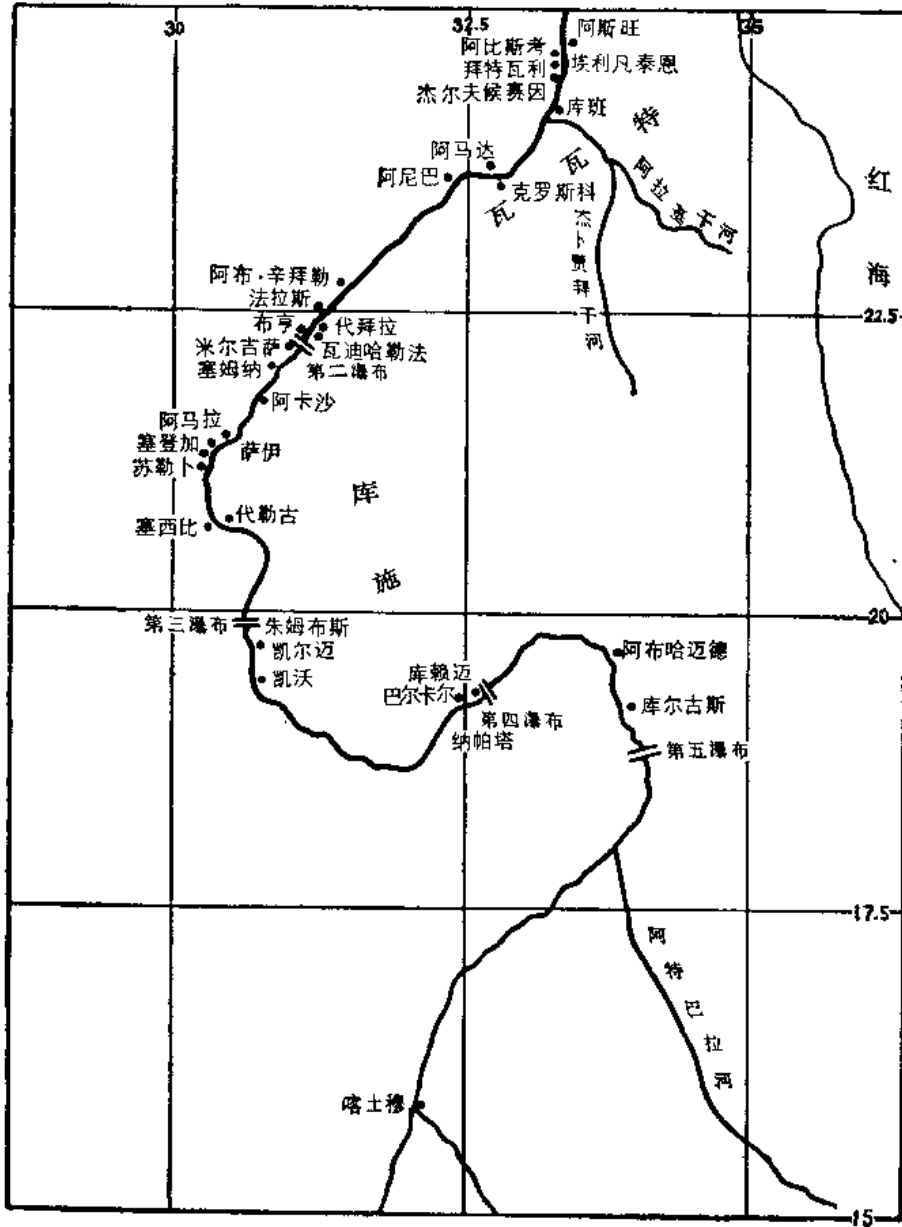 30
32.5
35
阿斯旺
阿比斯考
埃利凡泰恩
拜特瓦利
杰尔夫候赛因
库班
瓦瓦特
阿马达
阿尼巴
克罗斯科
阿拉基干河
杰卜贾拜干河
红海
阿布·辛拜勒
法拉斯
22.5
布亨
代拜拉
米尔吉萨
瓦迪哈勒法
塞姆纳
第二瀑布
阿卡沙
阿马拉
塞登加
萨伊
苏勒卜
库施
代勒古
塞西比
20
第三瀑布
朱姆布斯
凯尔迈
凯沃
阿布哈迈德
库赖迈
巴尔卡尔
第四瀑布
纳帕塔
库尔古斯
第五瀑布
17.5
阿特巴拉河
喀土穆
15